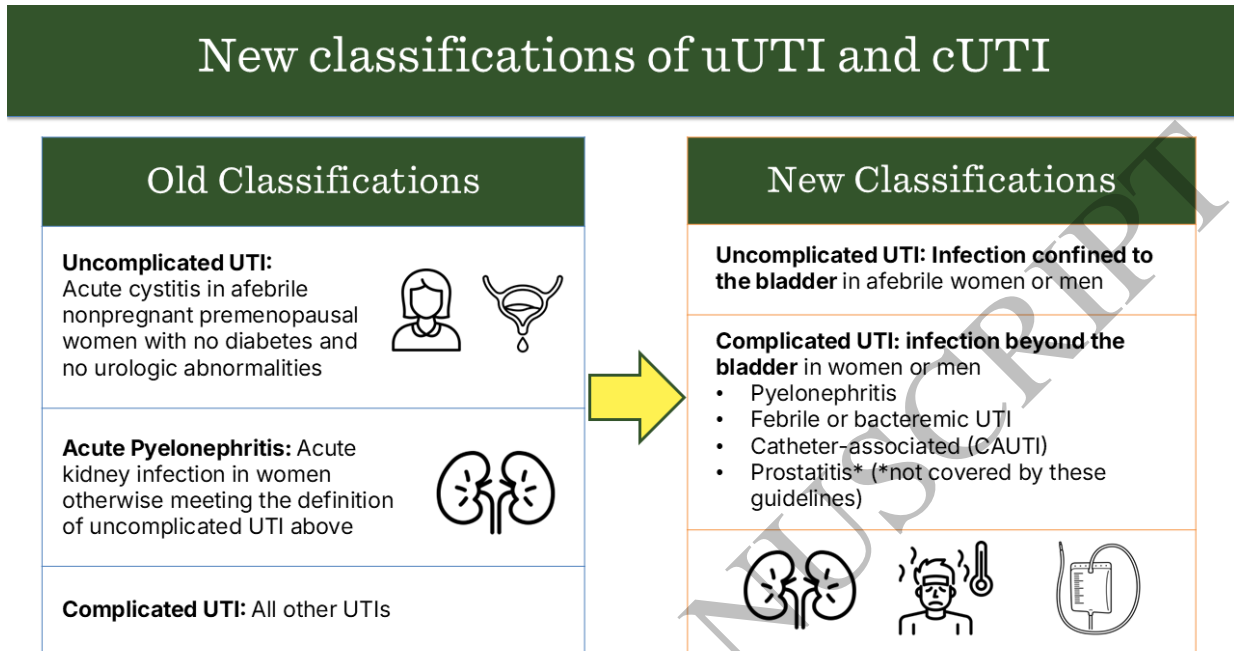 New classifications of uUTI and cUTI
Old Classifications
Uncomplicated UTI:
Acute cystitis in afebrile
nonpregnant premenopausal
women with no diabetes and
no urologic abnormalities
Acute Pyelonephritis: Acute
kidney infection in women
otherwise meeting the definition
of uncomplicated UTI above
Complicated UTI: All other UTIs
New Classifications
Uncomplicated UTI: Infection confined to
the bladder in afebrile women or men
Complicated UTI: infection beyond the
bladder in women or men
• Pyelonephritis
• Febrile or bacteremic UTI
• Catheter-associated (CAUTI)
• Prostatitis* (*not covered by these
guidelines)
NUSCRIPT